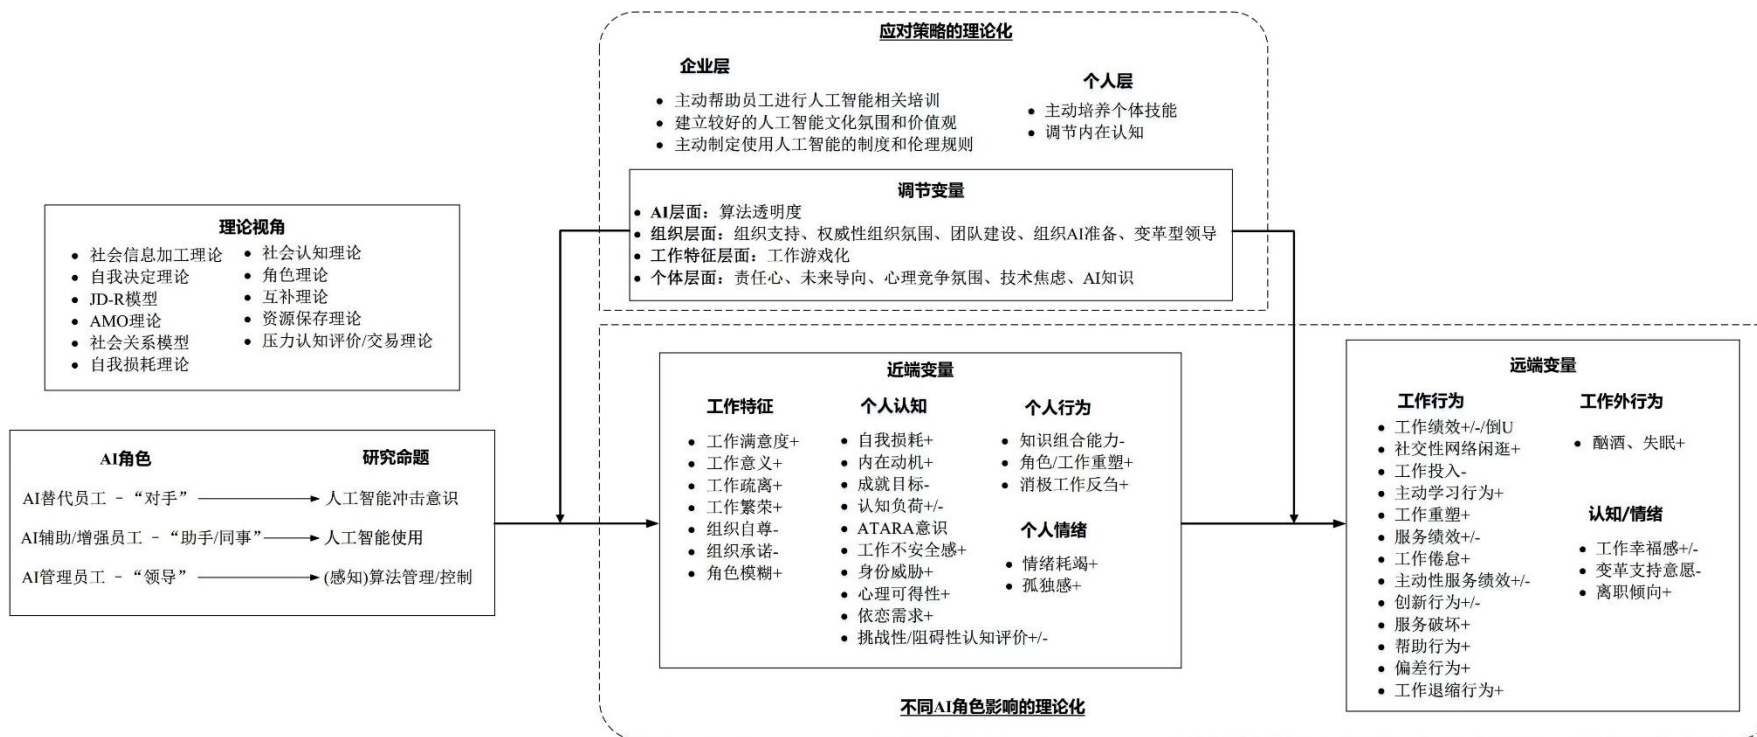 应对策略的理论化
企业层
主动帮助员工进行人工智能相关培训
建立较好的人工智能文化氛围和价值观
主动制定使用人工智能的制度和伦理规则
个人层
主动培养个体技能
调节内在认知
调节变量
AI层面：算法透明度
组织层面：组织支持、权威性组织氛围、团队建设、组织AI准备、变革型领导
工作特征层面：工作游戏化
个体层面：责任心、未来导向、心理竞争氛围、技术焦虑、AI知识
理论视角
社会信息加工理论
自我决定理论
JD-R模型
AMO理论
社会关系模型
自我损耗理论
社会认知理论
角色理论
互补理论
资源保存理论
压力认知评价/交易理论
AI角色
研究命题
AI替代员工 – “对手”
人工智能冲击意识
AI辅助/增强员工 – “助手/同事”
人工智能使用
AI管理员工 – “领导”
(感知)算法管理/控制
近端变量
工作特征
工作满意度+
工作意义+
工作疏离+
工作繁荣+
组织自尊-
组织承诺-
角色模糊+
个人认知
自我损耗+
内在动机+
成就目标-
认知负荷+/-
ATARA意识
工作不安全感+
身份威胁+
心理可得性+
依恋需求+
挑战性/阻碍性认知评价+/-
个人行为
知识组合能力-
角色/工作重塑+
消极工作反刍+
个人情绪
情绪耗竭+
孤独感+
远端变量
工作行为
工作绩效+/-/倒U
社交性网络闲逛+
工作投入-
主动学习行为+
工作重塑+
服务绩效+/-
工作倦怠+
主动性服务绩效+/-
创新行为+/-
服务破坏+
帮助行为+
偏差行为+
工作退缩行为+
工作外行为
酗酒、失眠+
认知/情绪
工作幸福感+/-
变革支持意愿-
离职倾向+
不同AI角色影响的理论化